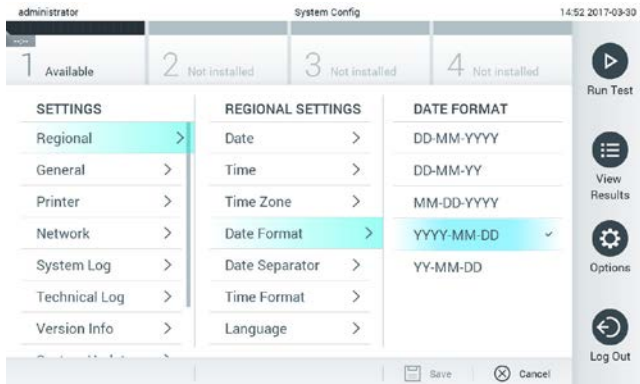 administrator
System Config
14:52 2017-03-30
1 Available
2 Not installed
3 Not installed
4 Not installed
Run Test
View
Results
Options
Log Out
SETTINGS
Regional
General
Printer
Network
System Log
Technical Log
Version Info
REGIONAL SETTINGS
Date
Time
Time Zone
Date Format
Date Separator
Time Format
Language
DATE FORMAT
DD-MM-YYYY
DD-MM-YY
MM-DD-YYYY
YYYY-MM-DD
YY-MM-DD
Save
Cancel